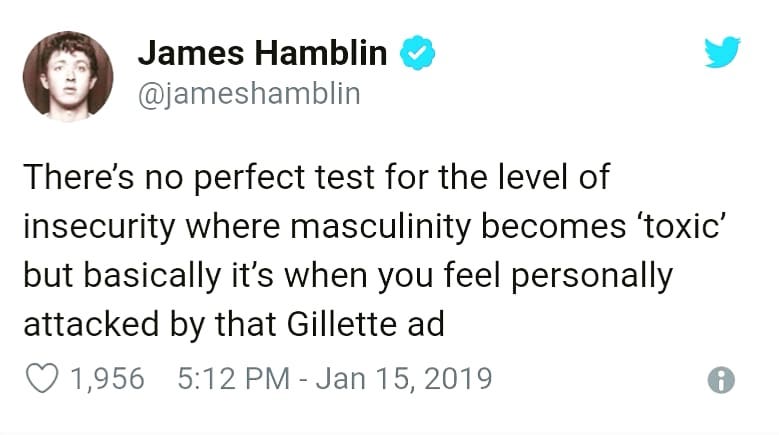 James Hamblin
@jameshamblin
There’s no perfect test for the level of
insecurity where masculinity becomes ‘toxic’
but basically it’s when you feel personally
attacked by that Gillette ad
1,956 5:12 PM - Jan 15, 2019